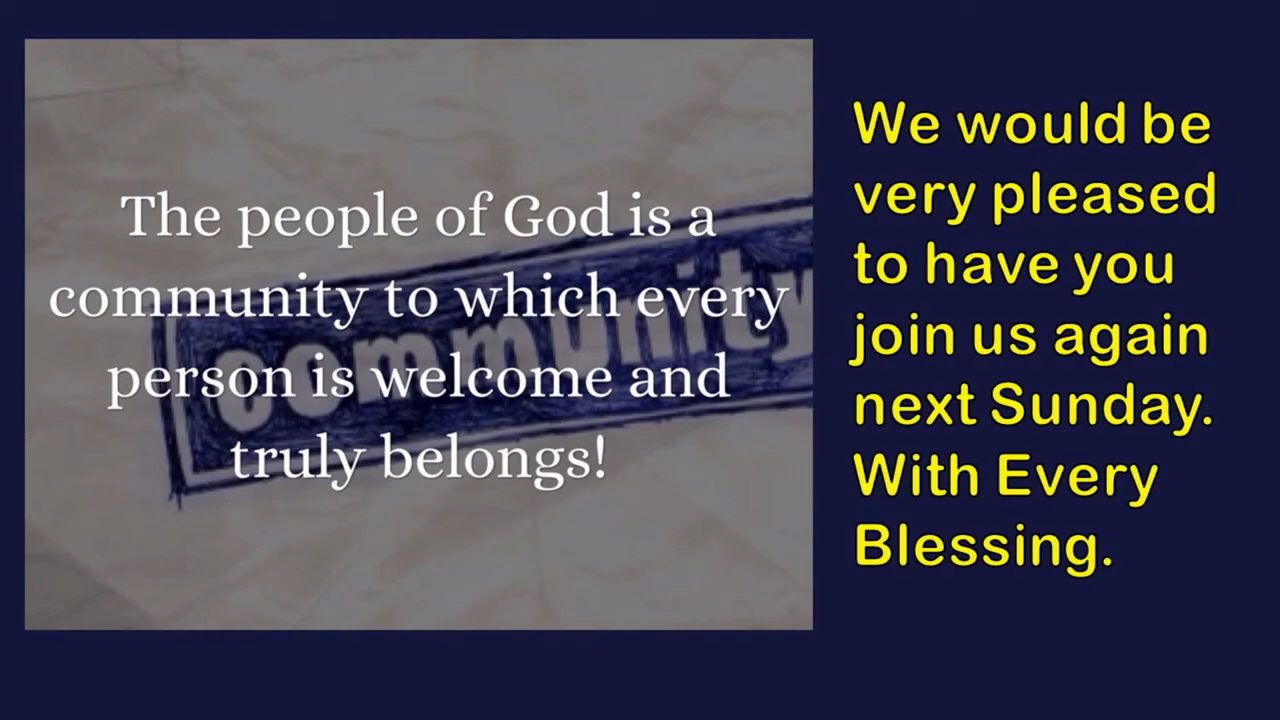 The people of God is a
community to which every
person is welcome and
truly belongs!
community
We would be
very pleased
to have you
join us again
next Sunday.
With Every
Blessing.